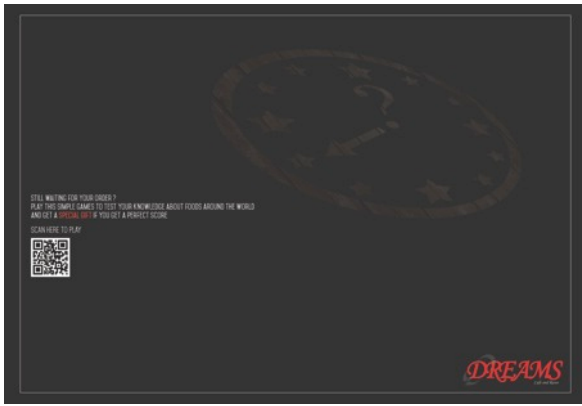 STILL WAITING FOR YOUR ORDER ?
PLAY THIS SIMPLE GAMES TO TEST YOUR KNOWLEDGE ABOUT FOODS AROUND THE WORLD
AND GET A SPECIAL GIFT IF YOU GET A PERFECT SCORE
SCAN HERE TO PLAY
?
DREAMS